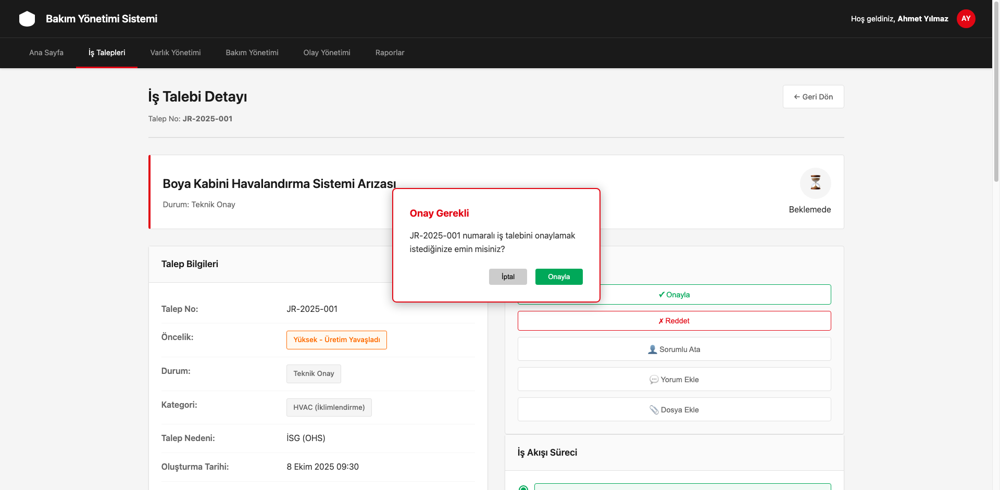 Bakım Yönetimi Sistemi
Hoş geldiniz, Ahmet Yılmaz
AY
Ana Sayfa
İş Talepleri
Varlık Yönetimi
Bakım Yönetimi
Olay Yönetimi
Raporlar
İş Talebi Detayı
Talep No: JR-2025-001
← Geri Dön
Boya Kabini Havalandırma Sistemi Arızası
Durum: Teknik Onay
Beklemede
Onay Gerekli
JR-2025-001 numaralı iş talebini onaylamak
istediğinize emin misiniz?
İptal
Onayla
Talep Bilgileri
Talep No:
JR-2025-001
Öncelik:
Yüksek - Üretim Yavaşladı
Durum:
Teknik Onay
Kategori:
HVAC (İklimlendirme)
Talep Nedeni:
İSG (OHS)
Oluşturma Tarihi:
8 Ekim 2025 09:30
✓ Onayla
✗ Reddet
Sorumlu Ata
Yorum Ekle
Dosya Ekle
İş Akışı Süreci